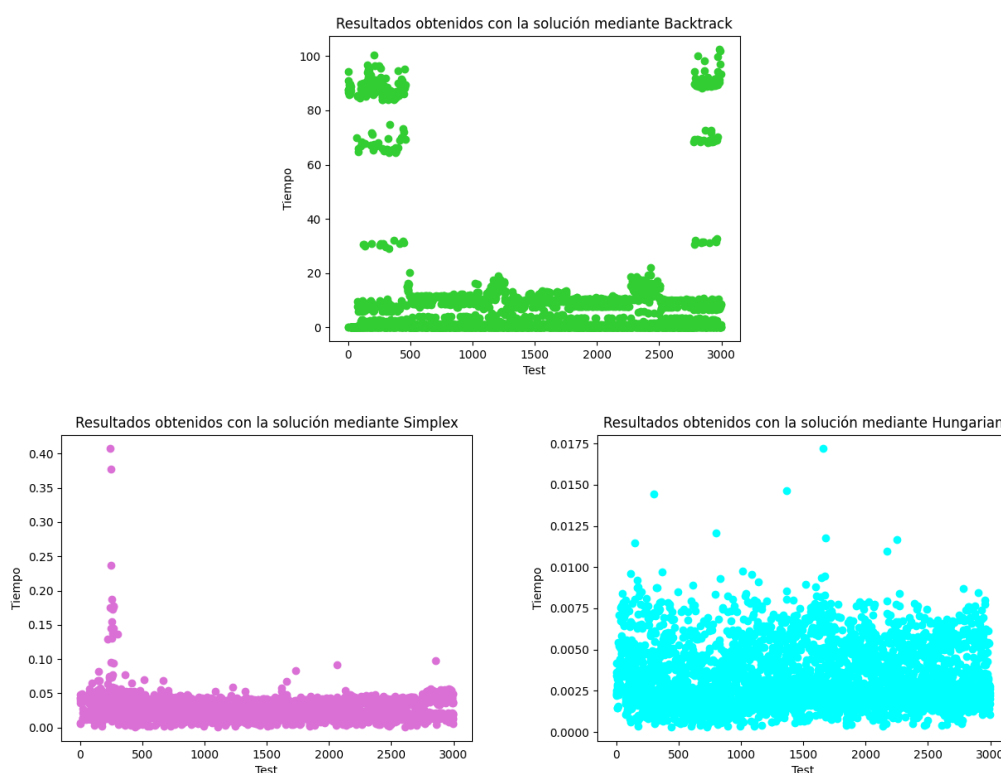 Resultados obtenidos con la solución mediante Backtrack
100
80
60
40
20
0
Tiempo
0 500 1000 1500 2000 2500 3000
Test
Resultados obtenidos con la solución mediante Simplex
0.40
0.35
0.30
0.25
0.20
0.15
0.10
0.05
0.00
Tiempo
0 500 1000 1500 2000 2500 3000
Test
Resultados obtenidos con la solución mediante Hungarian
0.0175
0.0150
0.0125
0.0100
0.0075
0.0050
0.0025
0.0000
Tiempo
0 500 1000 1500 2000 2500 3000
Test